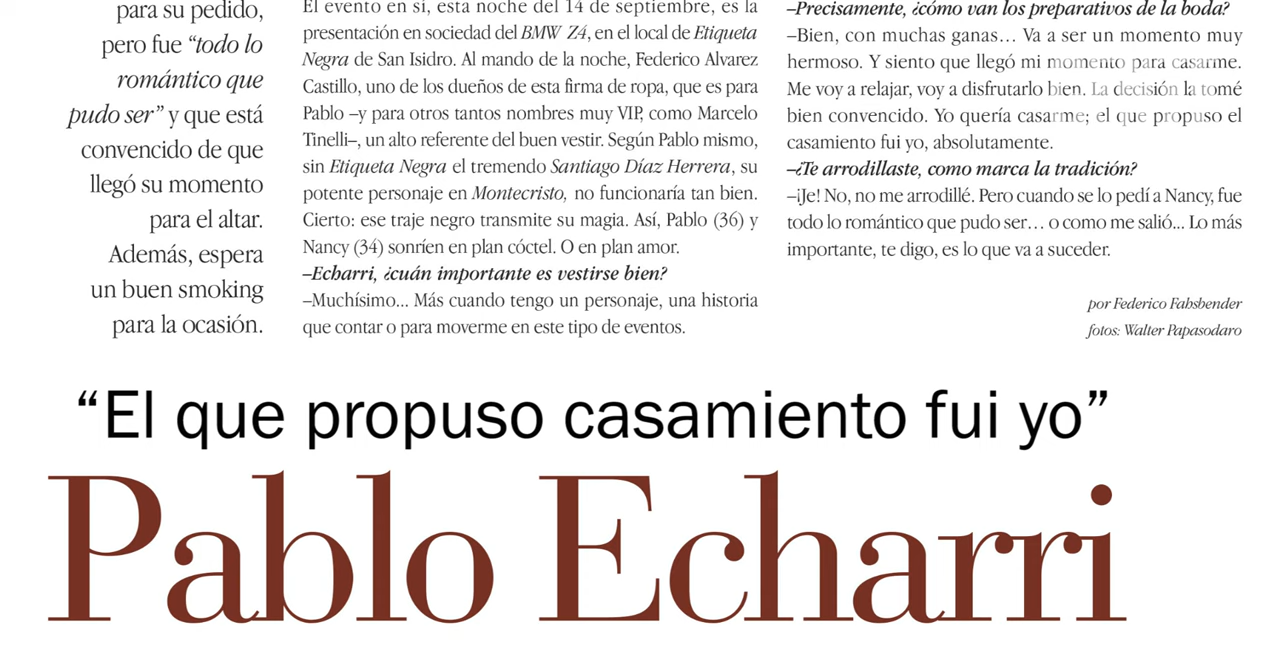 para su pedido,
pero fue “todo lo
romántico que
pudo ser” y que está
convencido de que
llegó su momento
para el altar.
Además, espera
un buen smoking
para la ocasión.
El evento en sí, esta noche del 14 de septiembre, es la
presentación en sociedad del BMW Z4, en el local de Etiqueta
Negra de San Isidro. Al mando de la noche, Federico Alvarez
Castillo, uno de los dueños de esta firma de ropa, que es para
Pablo –y para otros tantos nombres muy VIP, como Marcelo
Tinelli–, un alto referente del buen vestir. Según Pablo mismo,
sin Etiqueta Negra el tremendo Santiago Díaz Herrera, su
potente personaje en Montecristo, no funcionaría tan bien.
Cierto: ese traje negro transmite su magia. Así, Pablo (36) y
Nancy (34) sonríen en plan cóctel. O en plan amor.
–Echarri, ¿cuán importante es vestirse bien?
–Muchísimo... Más cuando tengo un personaje, una historia
que contar o para moverme en este tipo de eventos.
–Precisamente, ¿cómo van los preparativos de la boda?
–Bien, con muchas ganas… Va a ser un momento muy
hermoso. Y siento que llegó mi momento para casarme.
Me voy a relajar, voy a disfrutarlo bien. La decisión la tomé
bien convencido. Yo quería casarme; el que propuso el
casamiento fui yo, absolutamente.
–¿Te arrodillaste, como marca la tradición?
–¡Je! No, no me arrodillé. Pero cuando se lo pedí a Nancy, fue
todo lo romántico que pudo ser… o como me salió... Lo más
importante, te digo, es lo que va a suceder.
por Federico Fahsbender
fotos: Walter Papasodaro
“El que propuso casamiento fui yo”
Pablo Echarri